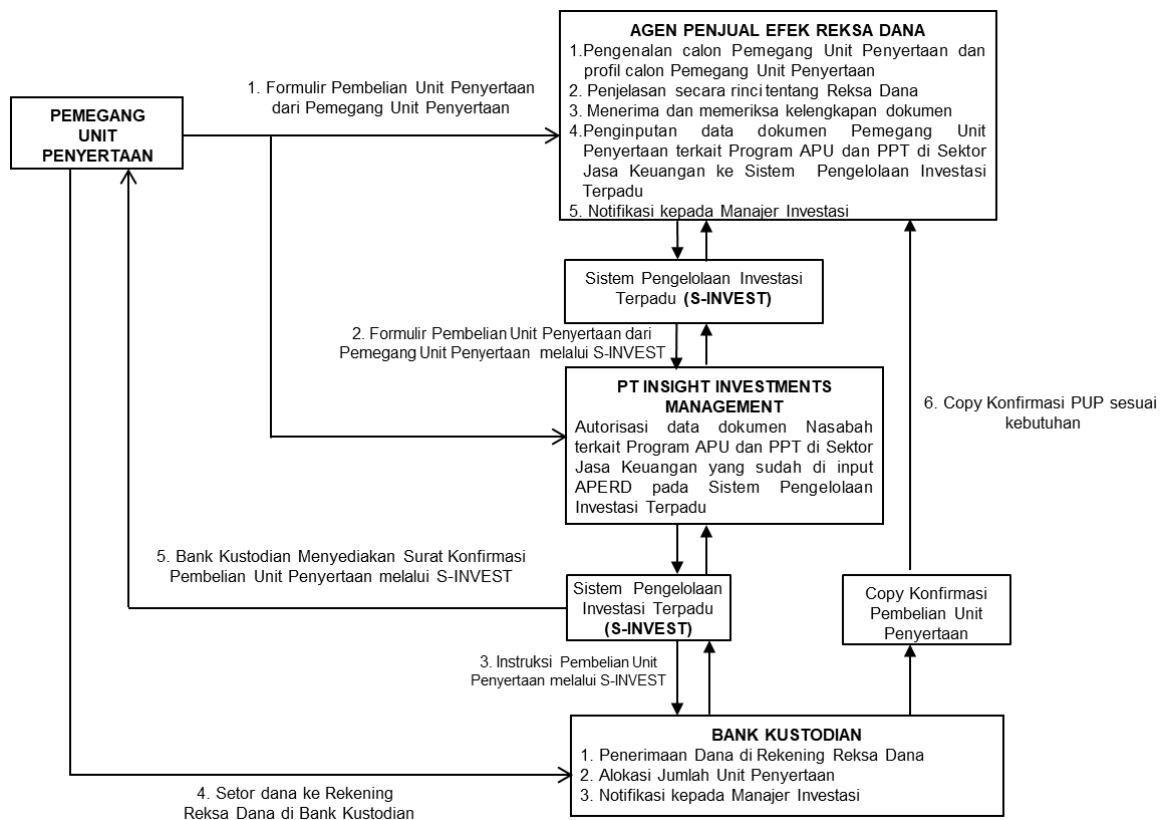 AGEN PENJUAL EFEK REKSA DANA
1.Pengenalan calon Pemegang Unit Penyertaan dan
profil calon Pemegang Unit Penyertaan
2. Penjelasan secara rinci tentang Reksa Dana
3. Menerima dan memeriksa kelengkapan dokumen
4.Penginputan data dokumen Pemegang Unit
Penyertaan terkait Program APU dan PPT di Sektor
Jasa Keuangan ke Sistem Pengelolaan Investasi
Terpadu
5. Notifikasi kepada Manajer Investasi
1. Formulir Pembelian Unit Penyertaan
dari Pemegang Unit Penyertaan
PEMEGANG
UNIT
PENYERTAAN
Sistem Pengelolaan Investasi
Terpadu (S-INVEST)
2. Formulir Pembelian Unit Penyertaan dari
Pemegang Unit Penyertaan melalui S-INVEST
PT INSIGHT INVESTMENTS
MANAGEMENT
Autorisasi data dokumen Nasabah
terkait Program APU dan PPT di Sektor
Jasa Keuangan yang sudah di input
APERD pada Sistem Pengelolaan
Investasi Terpadu
6. Copy Konfirmasi PUP sesuai
kebutuhan
5. Bank Kustodian Menyediakan Surat Konfirmasi
Pembelian Unit Penyertaan melalui S-INVEST
Sistem Pengelolaan
Investasi Terpadu
(S-INVEST)
Copy Konfirmasi
Pembelian Unit
Penyertaan
3. Instruksi Pembelian Unit
Penyertaan melalui S-INVEST
BANK KUSTODIAN
1. Penerimaan Dana di Rekening Reksa Dana
2. Alokasi Jumlah Unit Penyertaan
3. Notifikasi kepada Manajer Investasi
4. Setor dana ke Rekening
Reksa Dana di Bank Kustodian